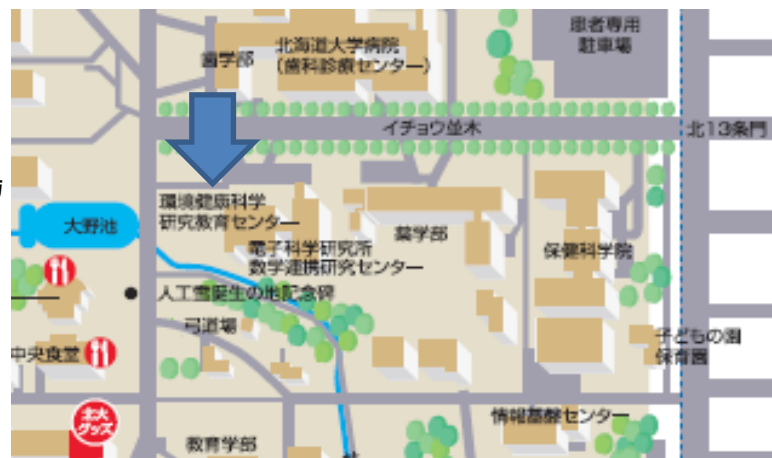 患者専用
駐車場
北海道大学病院
(歯科診療センター)
歯学部
イチョウ並木
北13条門
環境健康科学
研究教育センター
大野池
薬学部
電子科学研究所
数学連携研究センター
保健科学院
人工雪誕生の地記念碑
弓道場
子どもの園
保育園
中央食堂
北大
グッズ
情報基盤センター
教育学部